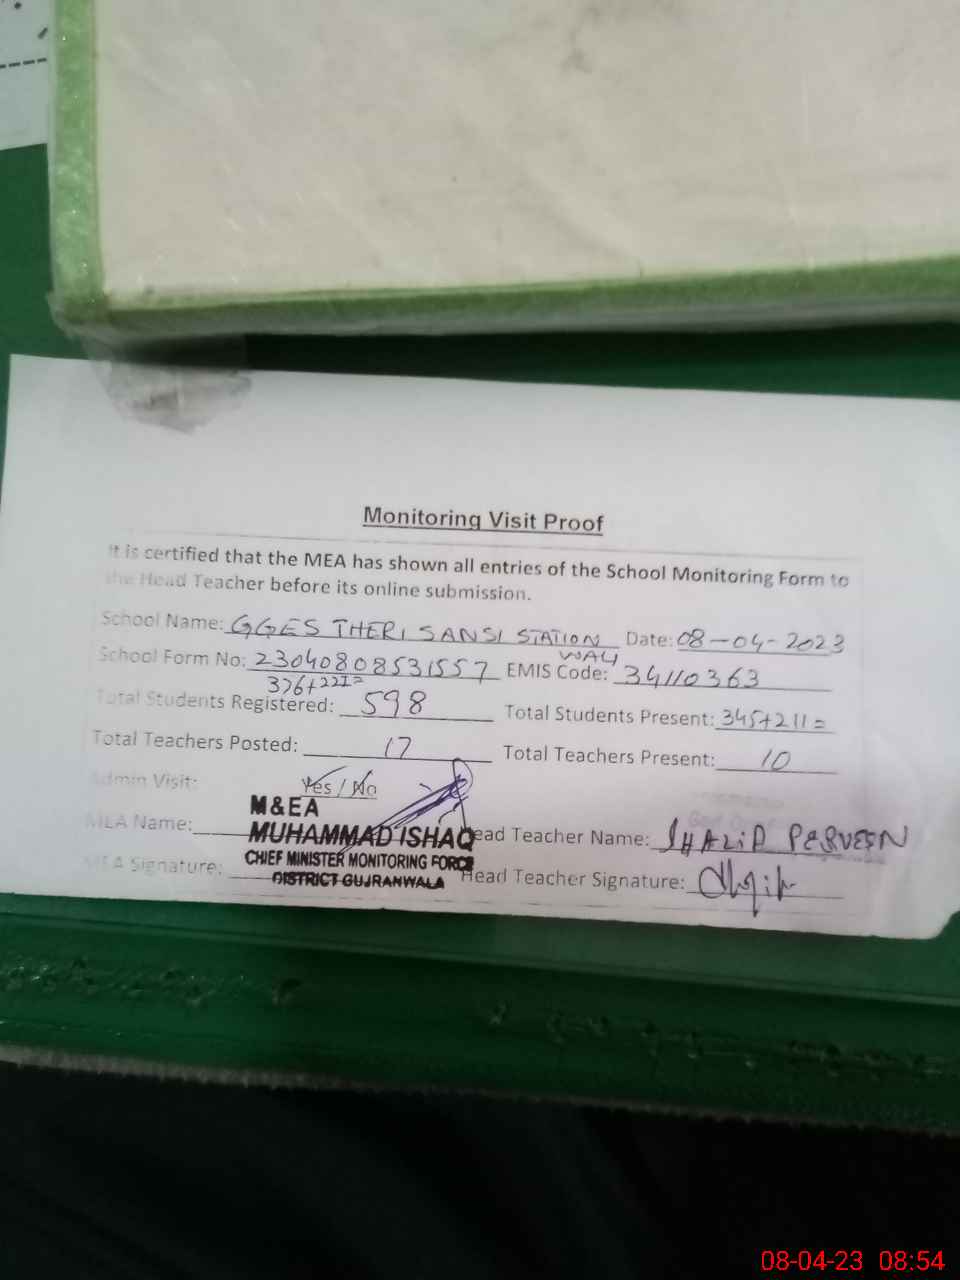 Monitoring Visit Proof
It is certified that the MEA has shown all entries of the School Monitoring Form to
the Head Teacher before its online submission.
School Name: GGES THERI SANSI STATION WALI Date: 08-04-2023
School Form No: 23040808531557 EMIS Code: 34110363
376+222=
Total Students Registered: 598 Total Students Present: 345+211=
Total Teachers Posted: 17 Total Teachers Present: 10
Admin Visit: Yes / No
M&EA
MEA Name: MUHAMMAD ISHAQ Head Teacher Name: SHAZIA PERVEEN
CHIEF MINISTER MONITORING FORCE
MEA Signature: DISTRICT GUJRANWALA Head Teacher Signature:
08-04-23 08:54